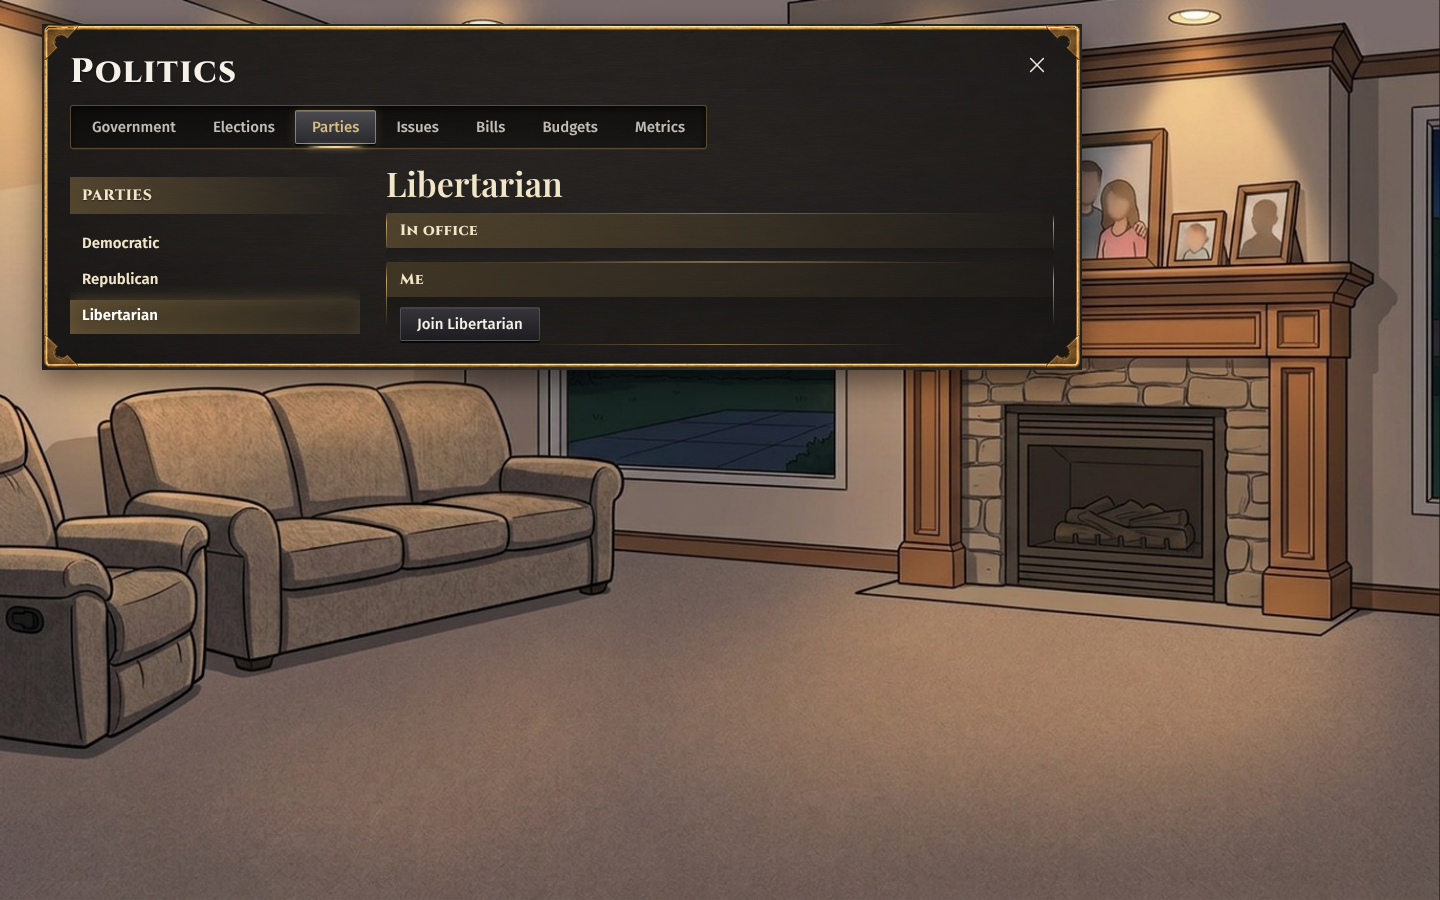 Politics
Government Elections Parties Issues Bills Budgets Metrics
PARTIES
Democratic
Republican
Libertarian
Libertarian
In office
Me
Join Libertarian